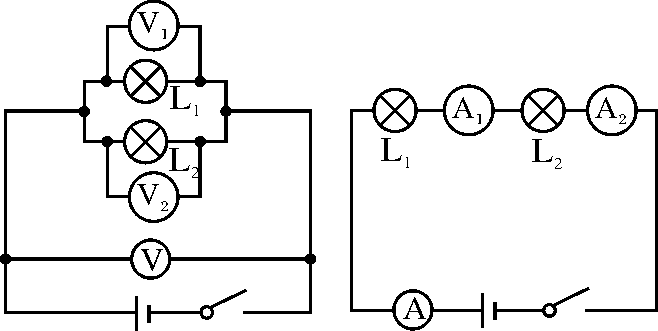 V₁
L₁
L₂
V₂
V
L₁
A₁
L₂
A₂
A